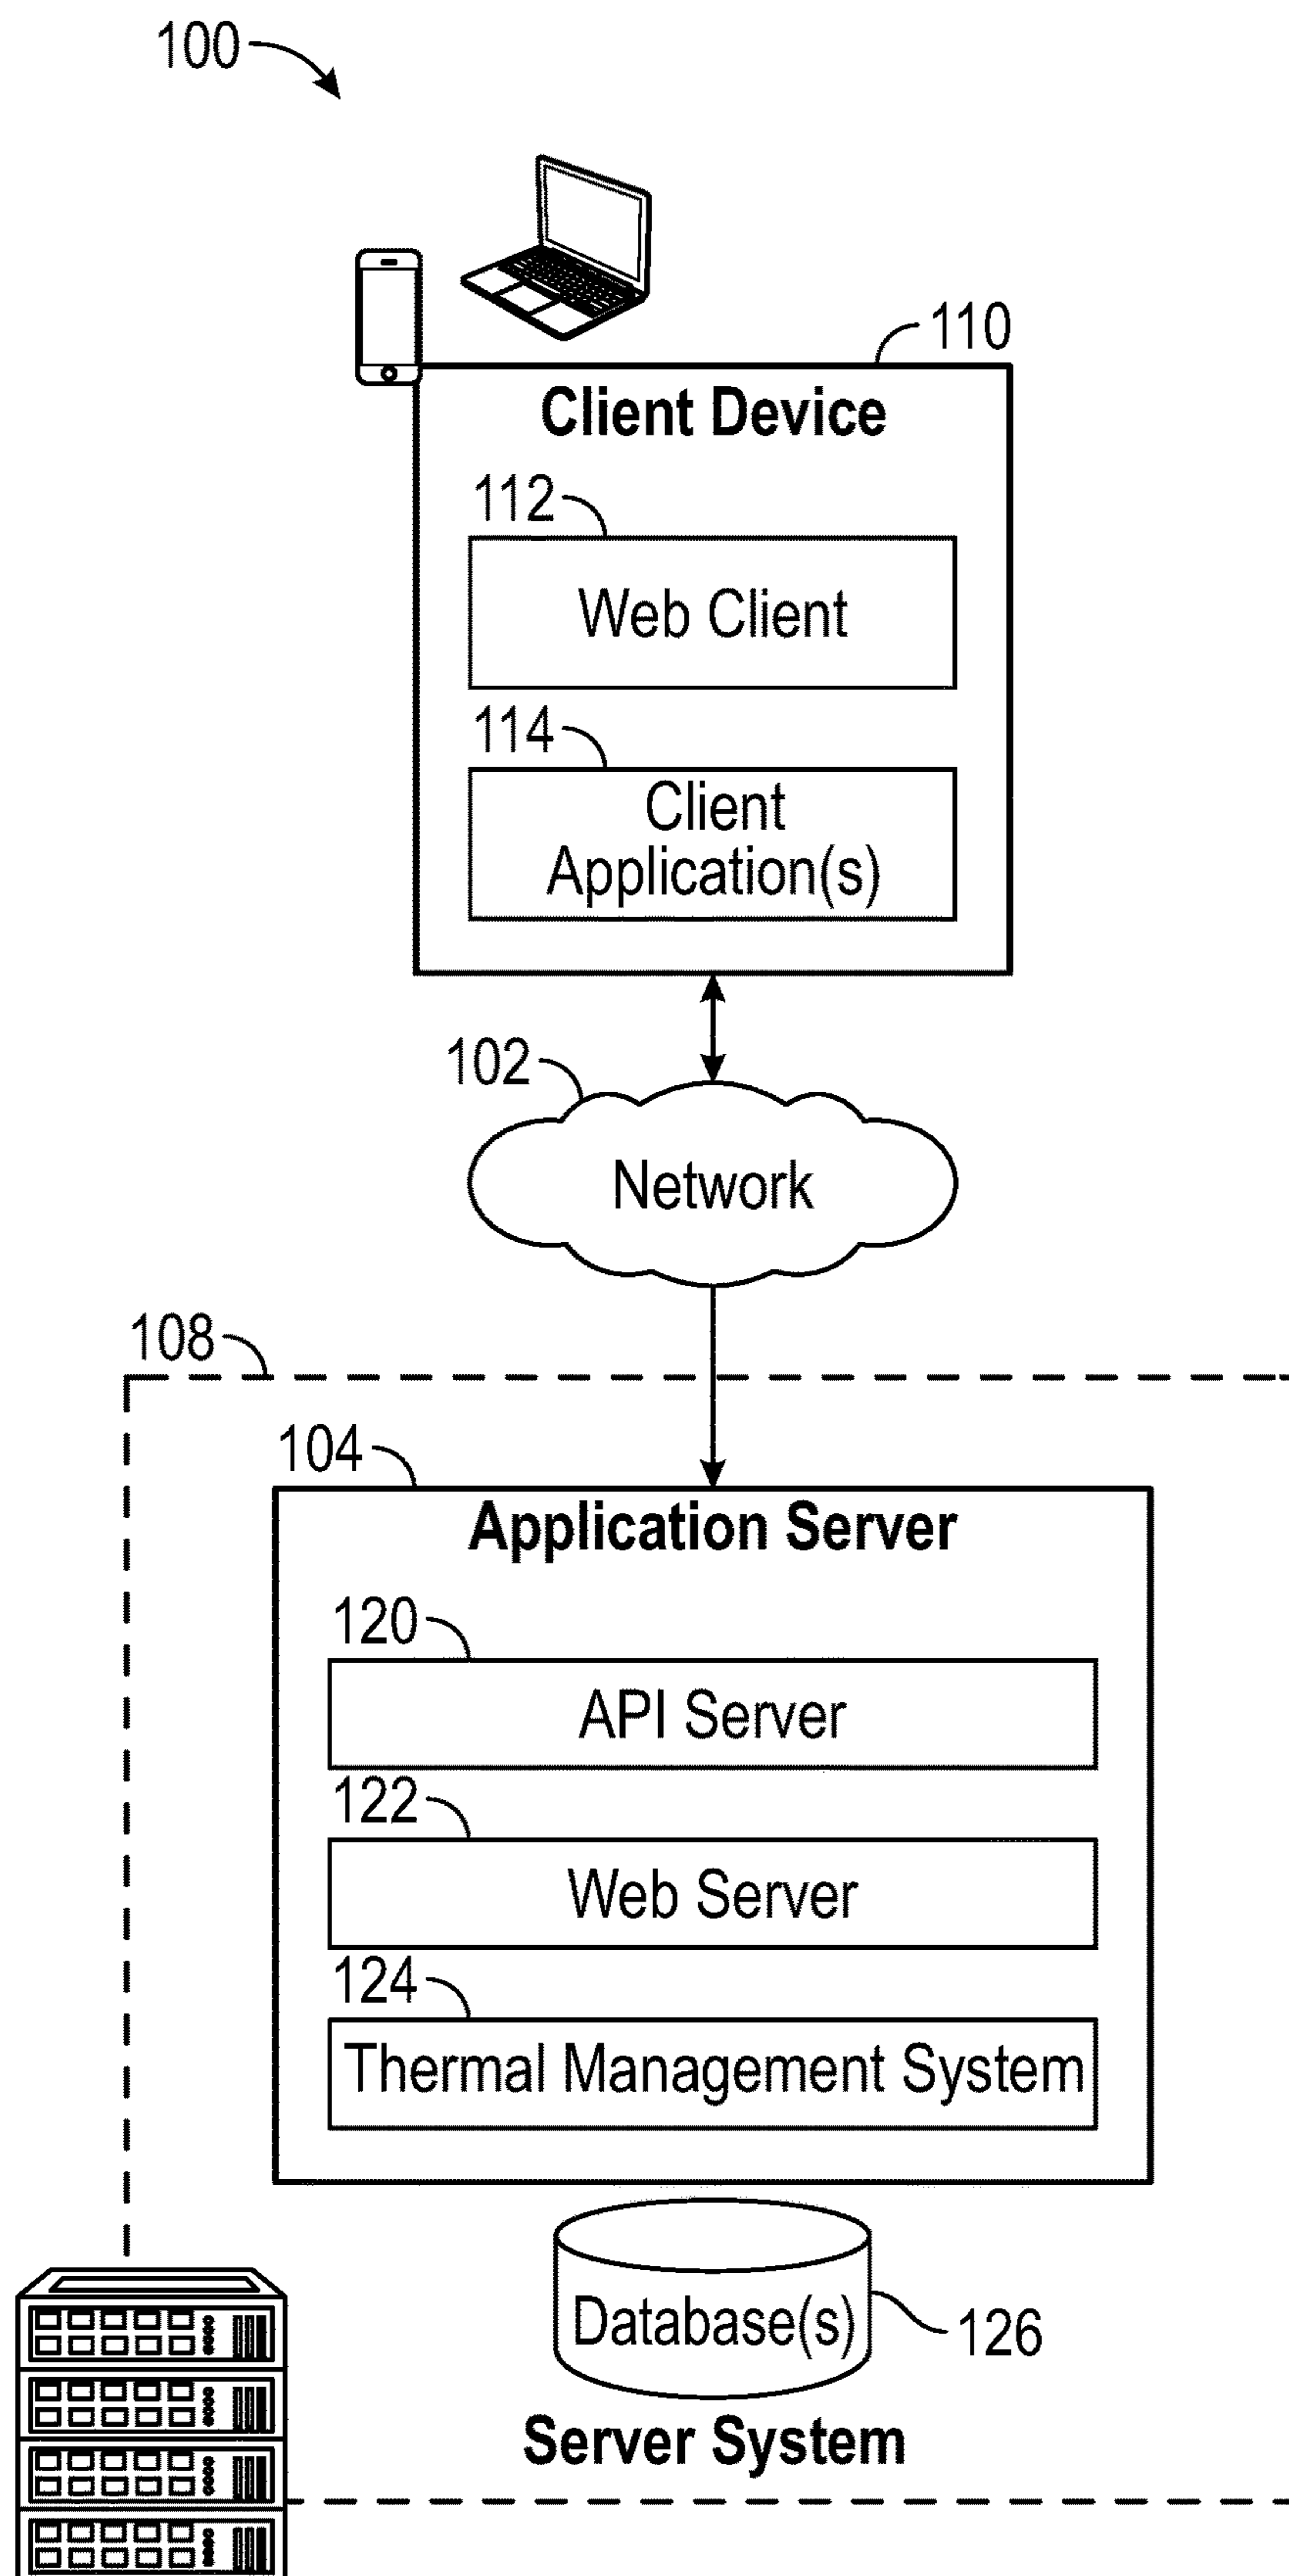 100
110
Client Device
112
Web Client
114
Client
Application(s)
102
Network
108
104
Application Server
120
API Server
122
Web Server
124
Thermal Management System
Database(s)
126
Server System